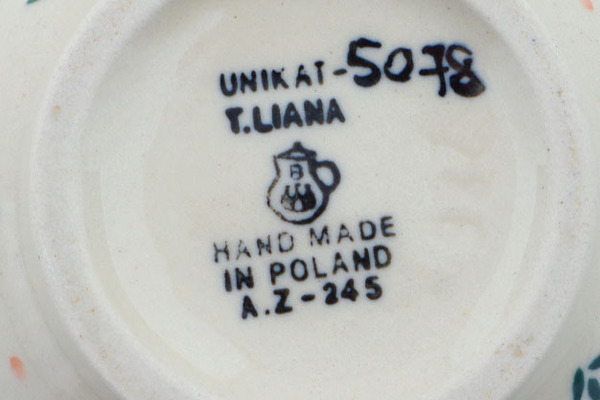 UNIKAT-5078
T.LIANA
B
HAND MADE
IN POLAND
A.Z-245